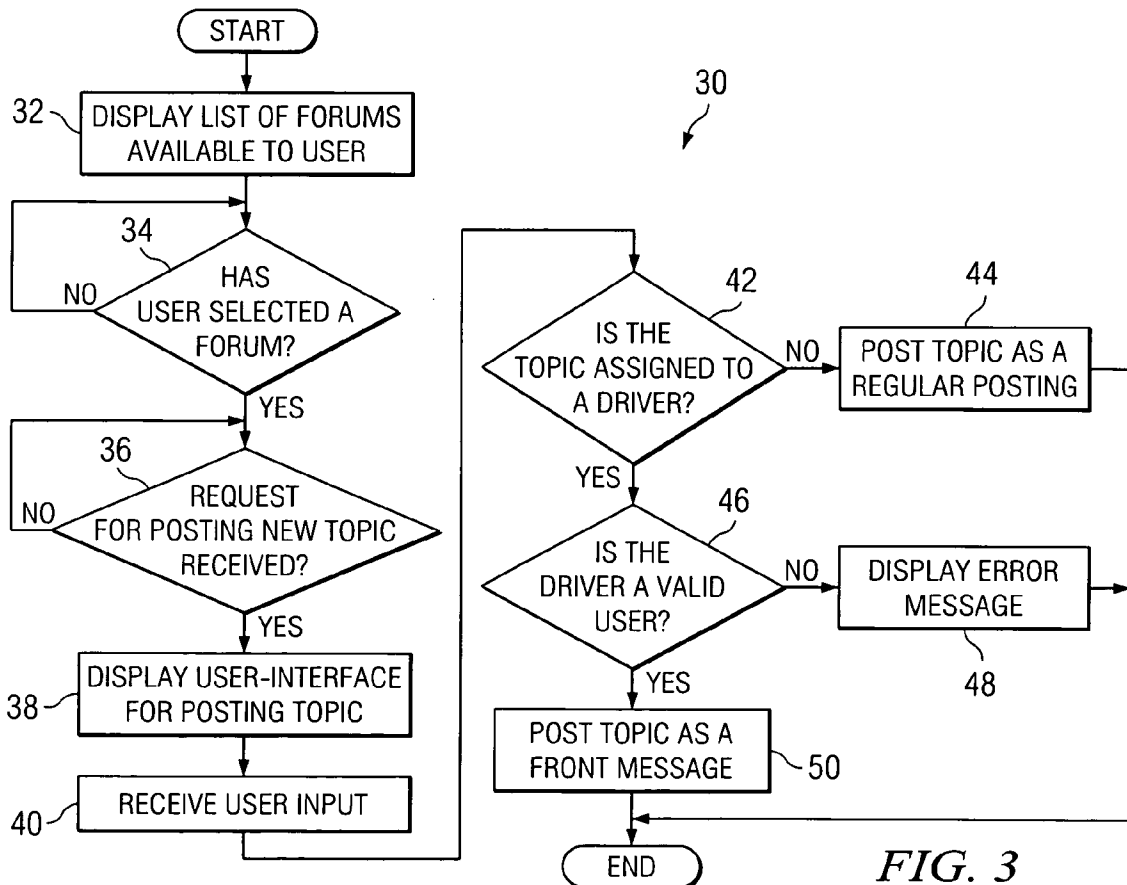 START
32
DISPLAY LIST OF FORUMS
AVAILABLE TO USER
34
HAS
USER SELECTED A
FORUM?
NO
YES
36
REQUEST
FOR POSTING NEW TOPIC
RECEIVED?
NO
YES
38
DISPLAY USER-INTERFACE
FOR POSTING TOPIC
40
RECEIVE USER INPUT
30
42
IS THE
TOPIC ASSIGNED TO
A DRIVER?
NO
44
POST TOPIC AS A
REGULAR POSTING
YES
46
IS THE
DRIVER A VALID
USER?
NO
DISPLAY ERROR
MESSAGE
48
YES
POST TOPIC AS A
FRONT MESSAGE
50
END
FIG. 3